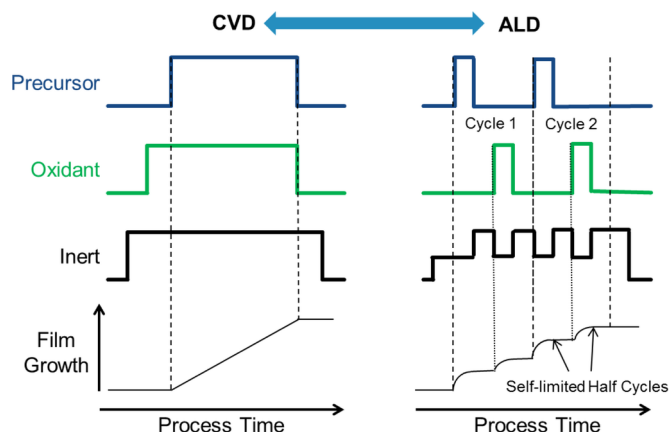 CVD
ALD
Precursor
Cycle 1
Cycle 2
Oxidant
Inert
Film
Growth
Self-limited Half Cycles
Process Time
Process Time